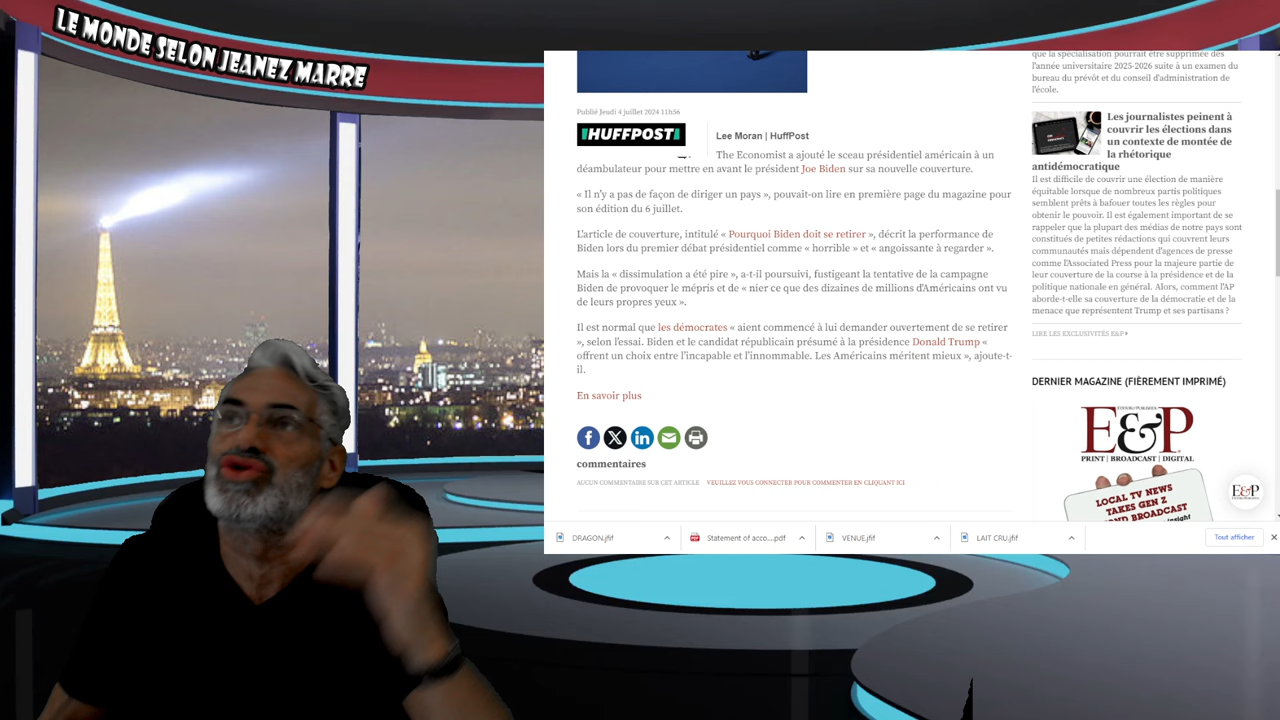 LE MONDE SELON JEANEZ MARRE
Publié Jeudi 4 juillet 2024 11h56
HUFFPOST
Lee Moran | HuffPost
The Economist a ajouté le sceau présidentiel américain à un
déambulateur pour mettre en avant le président Joe Biden sur sa nouvelle couverture.
« Il n'y a pas de façon de diriger un pays », pouvait-on lire en première page du magazine pour
son édition du 6 juillet.
L'article de couverture, intitulé « Pourquoi Biden doit se retirer », décrit la performance de
Biden lors du premier débat présidentiel comme « horrible » et « angoissante à regarder ».
Mais la « dissimulation a été pire », a-t-il poursuivi, fustigeant la tentative de la campagne
Biden de provoquer le mépris et de « nier ce que des dizaines de millions d'Américains ont vu
de leurs propres yeux ».
Il est normal que les démocrates « aient commencé à lui demander ouvertement de se retirer
», selon l'essai. Biden et le candidat républicain présumé à la présidence Donald Trump «
offrent un choix entre l'incapable et l'innommable. Les Américains méritent mieux », ajoute-t-
il.
En savoir plus
commentaires
AUCUN COMMENTAIRE SUR CET ARTICLE VEUILLEZ VOUS CONNECTER POUR COMMENTER EN CLIQUANT ICI
que la spécialisation pourrait être supprimée dès
l'année universitaire 2025-2026 suite à un examen du
bureau du prévôt et du conseil d'administration de
l'école.
Les journalistes peinent à
couvrir les élections dans
un contexte de montée de
la rhétorique
antidémocratique
Il est difficile de couvrir une élection de manière
équitable lorsque de nombreux partis politiques
semblent prêts à bafouer toutes les règles pour
obtenir le pouvoir. Il est également important de se
rappeler que la plupart des médias de notre pays sont
constitués de petites rédactions qui couvrent leurs
communautés mais dépendent d'agences de presse
comme l'Associated Press pour la majeure partie de
leur couverture de la course à la présidence et de la
politique nationale en général. Alors, comment l'AP
aborde-t-elle sa couverture de la démocratie et de la
menace que représentent Trump et ses partisans ?
LIRE LES EXCLUSIVITÉS E&P
DERNIER MAGAZINE (FIÈREMENT IMPRIMÉ)
E&P
PRINT | BROADCAST | DIGITAL
LOCAL TV NEWS
TAKES GEN Z
OND BROADCAST
insight
E&P
DRAGON.jfif
Statement of acco....pdf
VENUE.jfif
LAIT CRU.jfif
Tout afficher